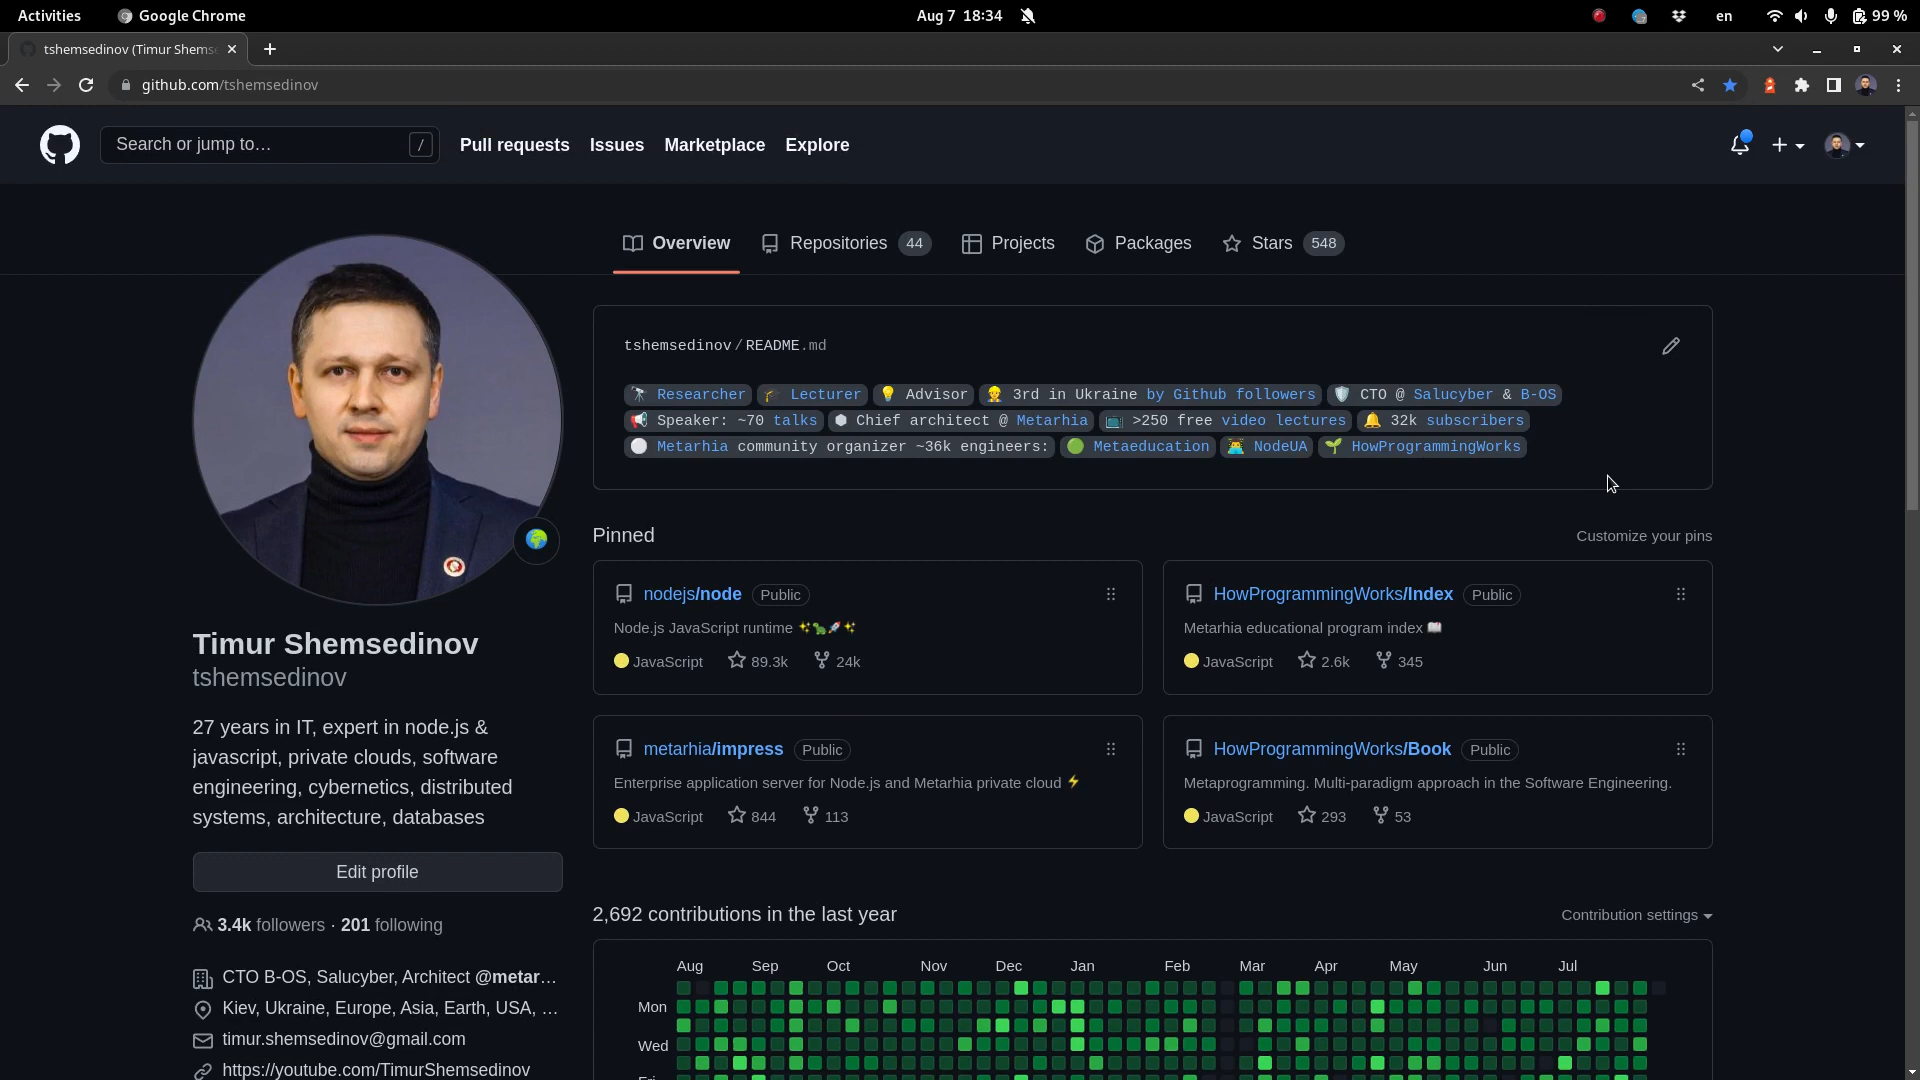 Activities Google Chrome Aug 7 18:34 en 99 %
tshemsedinov (Timur Shemse
github.com/tshemsedinov
Search or jump to… / Pull requests Issues Marketplace Explore
Overview Repositories 44 Projects Packages Stars 548
tshemsedinov/README.md
Researcher Lecturer Advisor 3rd in Ukraine by Github followers CTO @ Salucyber & B-OS
Speaker: ~70 talks Chief architect @ Metarhia >250 free video lectures 32k subscribers
Metarhia community organizer ~36k engineers: Metaeducation NodeUA HowProgrammingWorks
Timur Shemsedinov
tshemsedinov
27 years in IT, expert in node.js &
javascript, private clouds, software
engineering, cybernetics, distributed
systems, architecture, databases
Edit profile
3.4k followers · 201 following
CTO B-OS, Salucyber, Architect @metar…
Kiev, Ukraine, Europe, Asia, Earth, USA, …
timur.shemsedinov@gmail.com
https://youtube.com/TimurShemsedinov
Pinned Customize your pins
nodejs/node Public
Node.js JavaScript runtime
JavaScript 89.3k 24k
HowProgrammingWorks/Index Public
Metarhia educational program index
JavaScript 2.6k 345
metarhia/impress Public
Enterprise application server for Node.js and Metarhia private cloud
JavaScript 844 113
HowProgrammingWorks/Book Public
Metaprogramming. Multi-paradigm approach in the Software Engineering.
JavaScript 293 53
2,692 contributions in the last year Contribution settings
Aug Sep Oct Nov Dec Jan Feb Mar Apr May Jun Jul
Mon
Wed
Fri